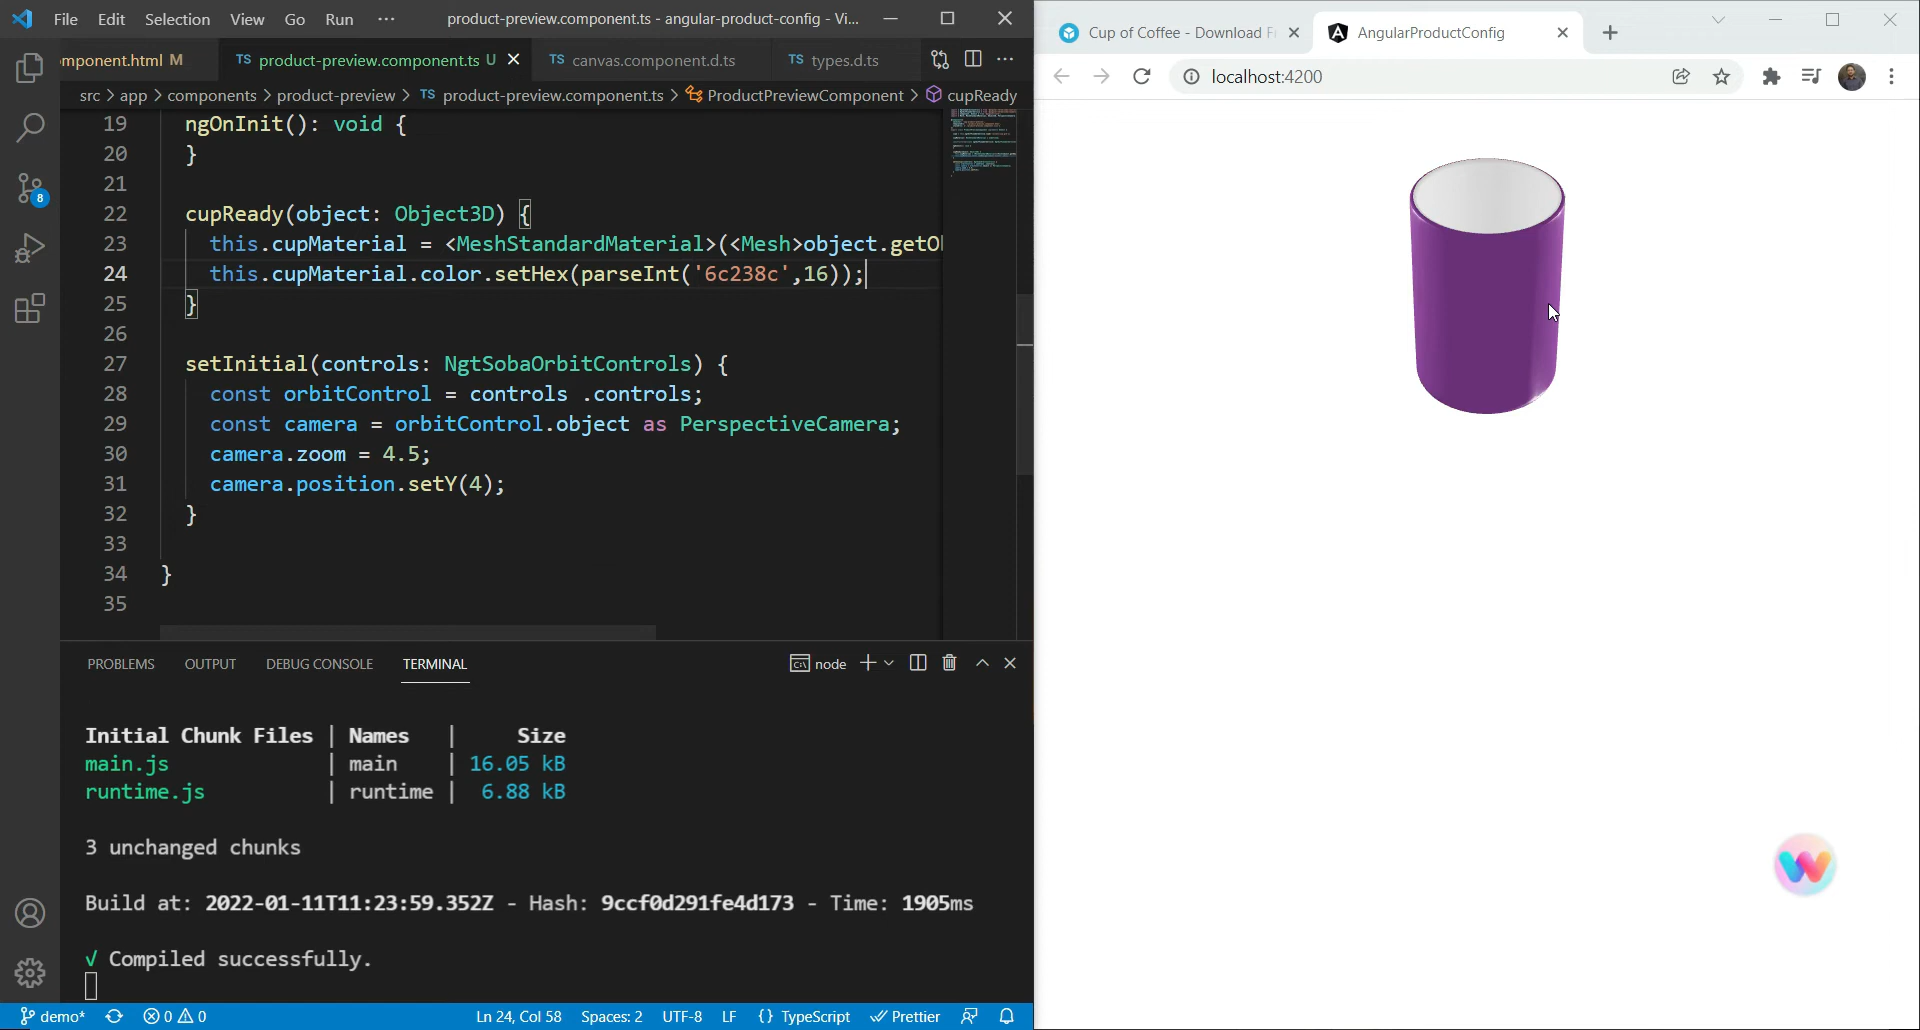 File Edit Selection View Go Run ··· product-preview.component.ts - angular-product-config - Vi...
omponent.html M TS product-preview.component.ts U TS canvas.component.d.ts TS types.d.ts ···
src > app > components > product-preview > TS product-preview.component.ts > ProductPreviewComponent > cupReady
19 ngOnInit(): void {
20 }
21
22 cupReady(object: Object3D) {
23 this.cupMaterial = <MeshStandardMaterial>(<Mesh>object.getOb
24 this.cupMaterial.color.setHex(parseInt('6c238c',16));
25 }
26
27 setInitial(controls: NgtSobaOrbitControls) {
28 const orbitControl = controls .controls;
29 const camera = orbitControl.object as PerspectiveCamera;
30 camera.zoom = 4.5;
31 camera.position.setY(4);
32 }
33
34 }
35
8
PROBLEMS OUTPUT DEBUG CONSOLE TERMINAL node
Initial Chunk Files | Names | Size
main.js | main | 16.05 kB
runtime.js | runtime | 6.88 kB
3 unchanged chunks
Build at: 2022-01-11T11:23:59.352Z - Hash: 9ccf0d291fe4d173 - Time: 1905ms
√ Compiled successfully.
demo* 0 0 Ln 24, Col 58 Spaces: 2 UTF-8 LF {} TypeScript Prettier
Cup of Coffee - Download F AngularProductConfig
localhost:4200
W